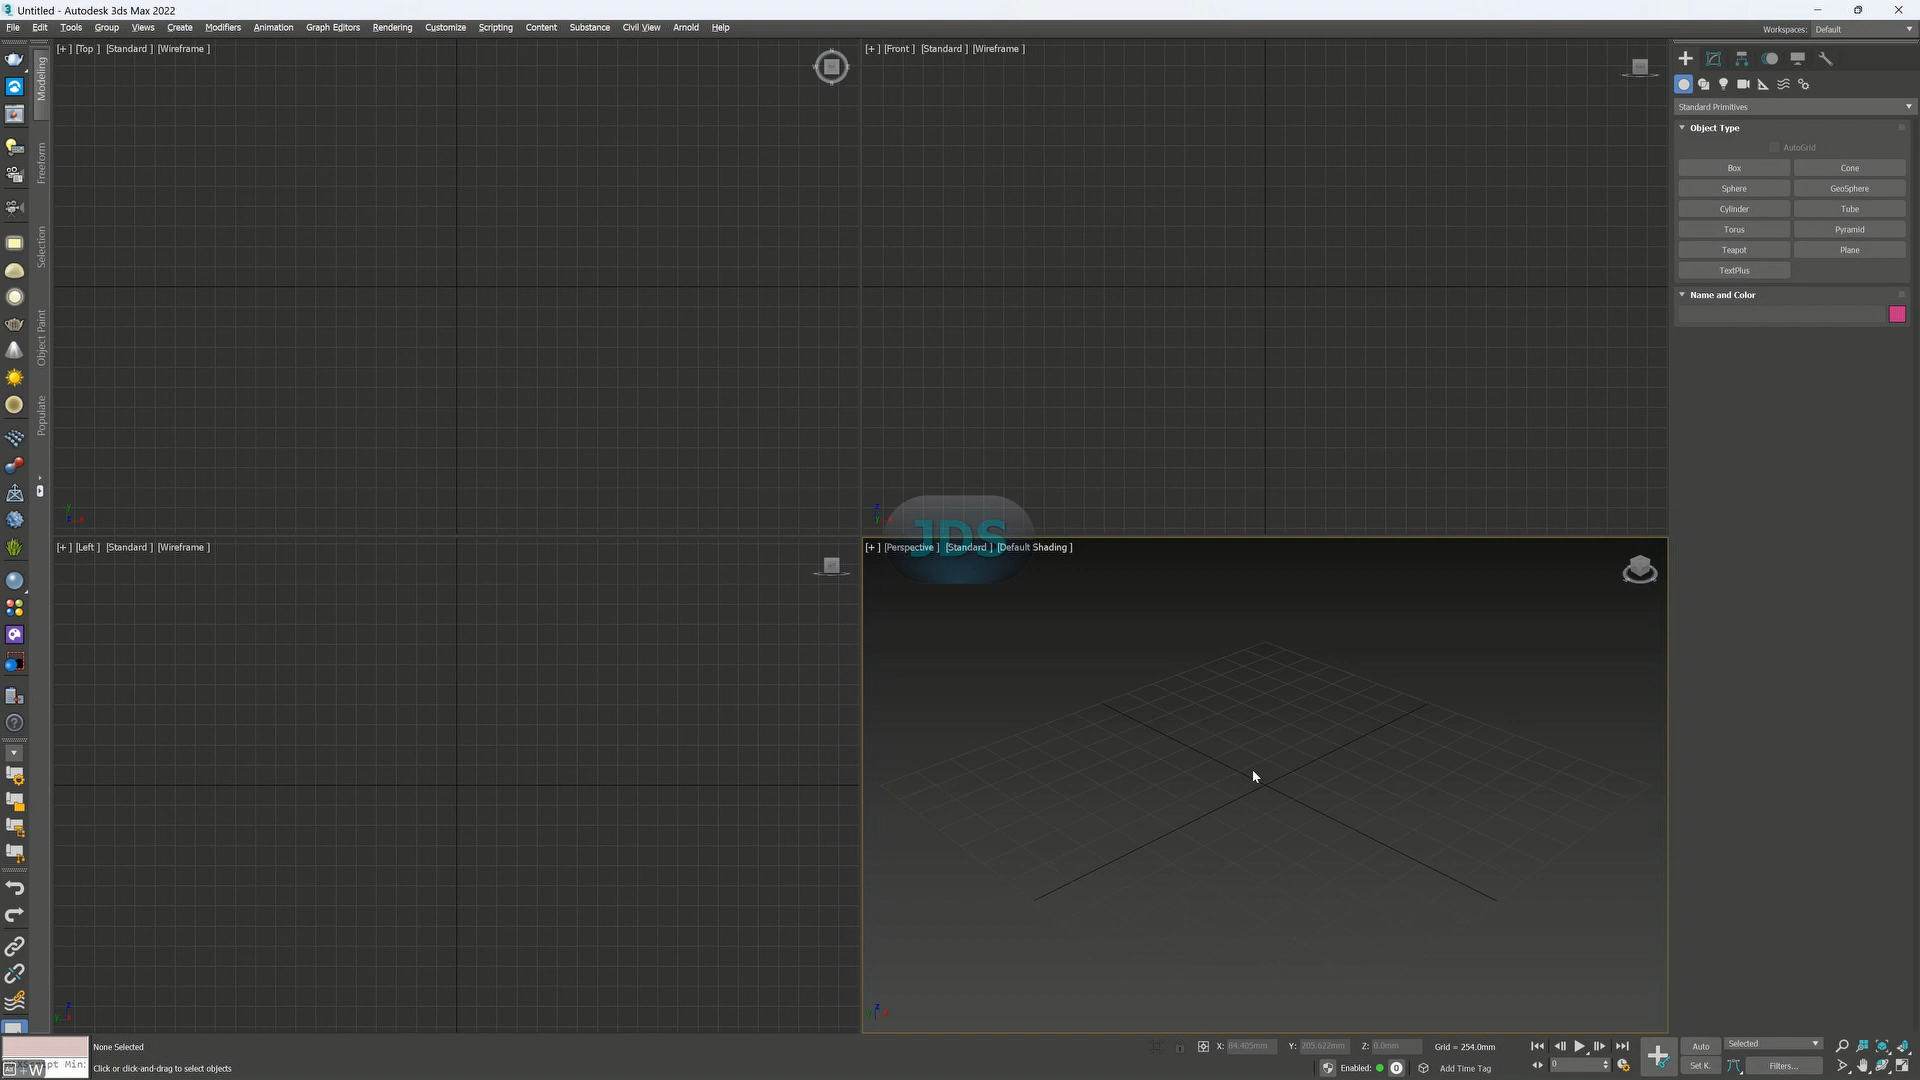 Untitled - Autodesk 3ds Max 2022
File Edit Tools Group Views Create Modifiers Animation Graph Editors Rendering Customize Scripting Content Substance Civil View Arnold Help
Workspaces: Default
[+ ] [Top ] [Standard ] [Wireframe ]
[+ ] [Front ] [Standard ] [Wireframe ]
Modeling
Freeform
Selection
Object Paint
Populate
Standard Primitives
Object Type
AutoGrid
Box Cone
Sphere GeoSphere
Cylinder Tube
Torus Pyramid
Teapot Plane
TextPlus
Name and Color
JDS
[+ ] [Left ] [Standard ] [Wireframe ]
[+ ] [Perspective ] [Standard ] [Default Shading ]
None Selected
X: 84.405mm Y: 205.622mm Z: 0.0mm Grid = 254.0mm
Auto Selected
Click or click-and-drag to select objects
Enabled: Add Time Tag
0
Set K. Filters...
Alt +W